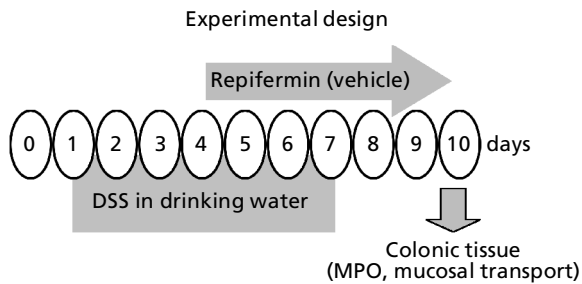 Experimental design
Repifermin (vehicle)
0 1 2 3 4 5 6 7 8 9 10 days
DSS in drinking water
Colonic tissue
(MPO, mucosal transport)